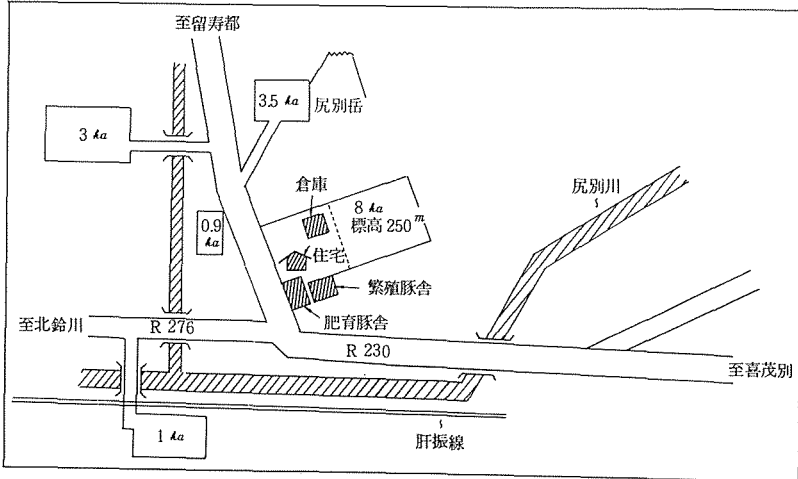 至留寿都
3.5 ha
尻別岳
3 ha
倉庫
8 ha
標高 250 m
尻別川
0.9
ha
住宅
繁殖豚舎
肥育豚舎
至北鈴川
R 276
R 230
至喜茂別
1 ha
肝振線